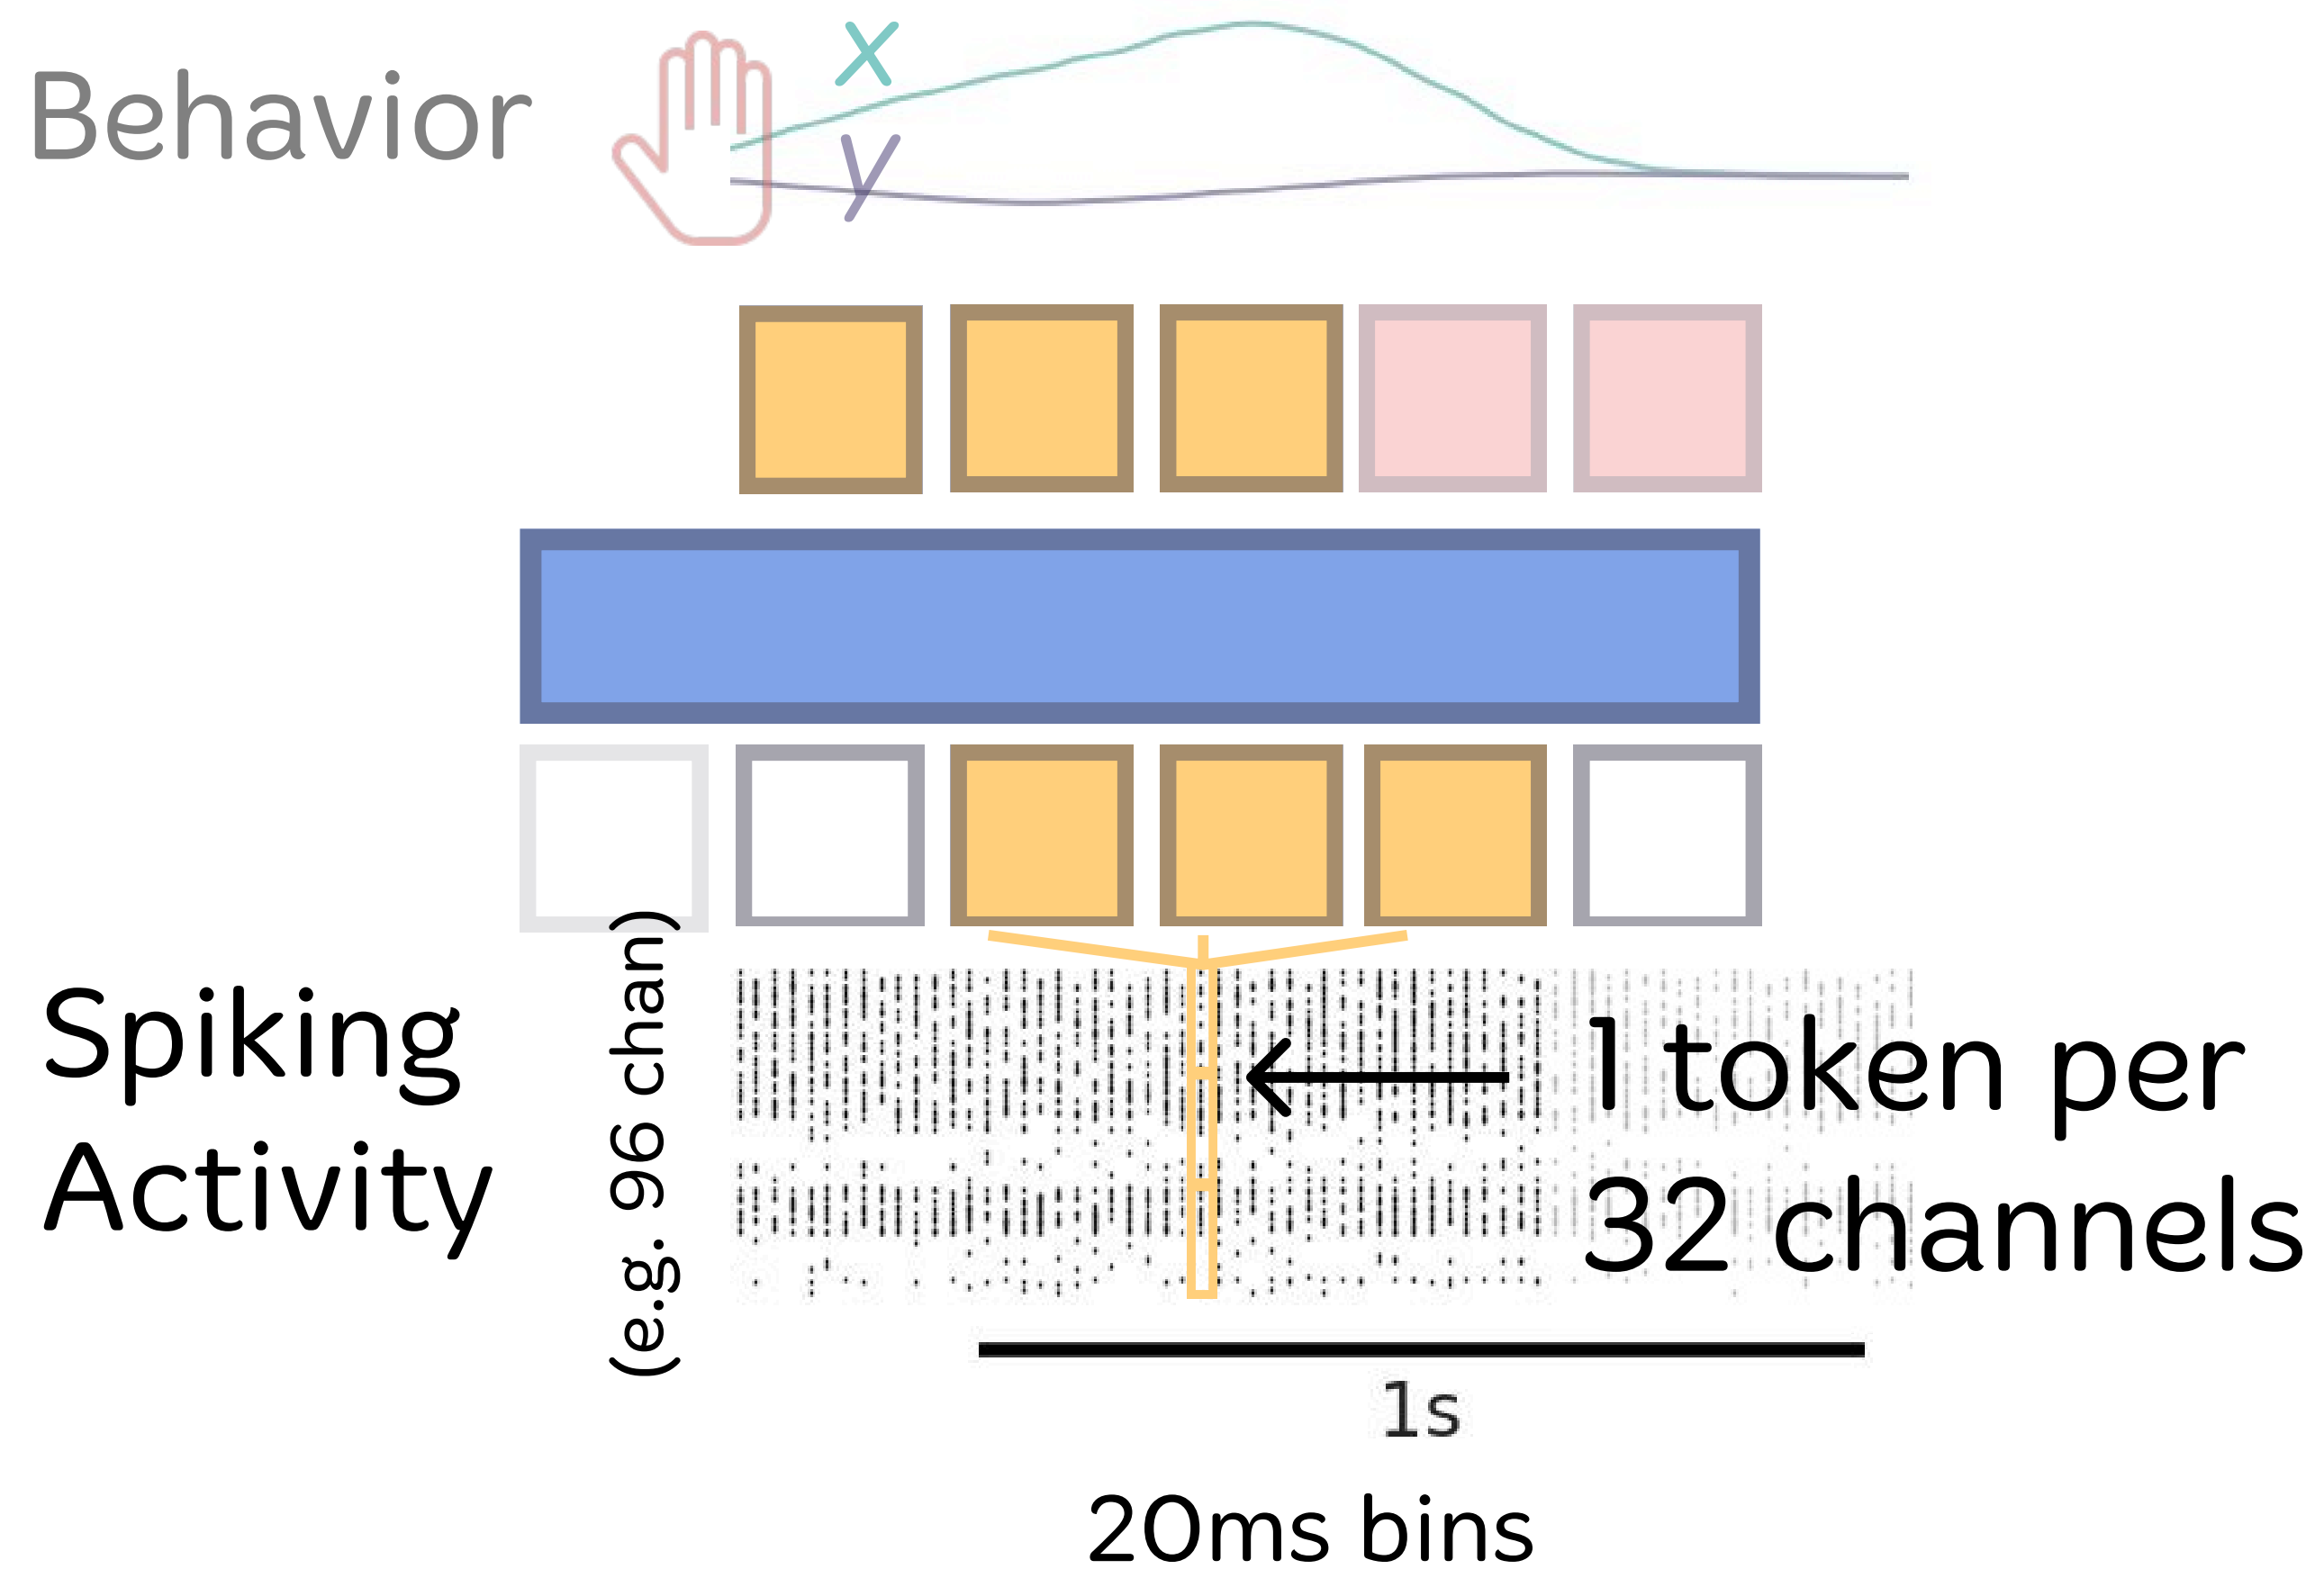 Behavior
x
y
(e.g. 96 chan)
Spiking
Activity
1 token per
32 channels
1s
20ms bins